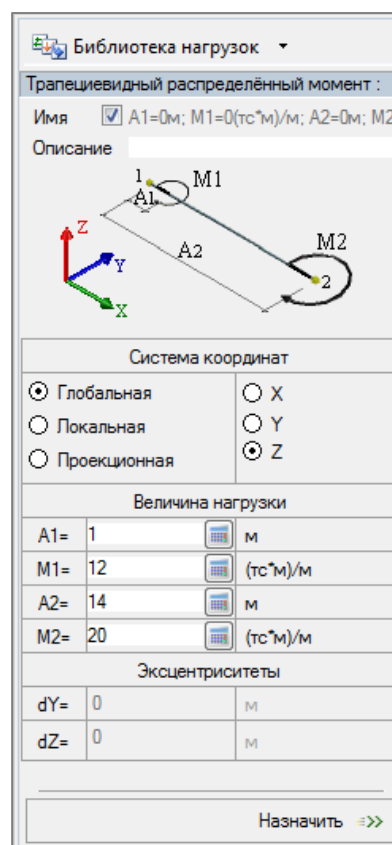 Библиотека нагрузок
Трапециевидный распределённый момент :
Имя A1=0м; M1=0(тс*м)/м; A2=0м; M2
Описание
1 M1
A1
Z
Y
X
A2
M2
2
Система координат
Глобальная X
Локальная Y
Проекционная Z
Величина нагрузки
A1= 1 м
M1= 12 (тс*м)/м
A2= 14 м
M2= 20 (тс*м)/м
Эксцентриситеты
dY= 0 м
dZ= 0 м
Назначить